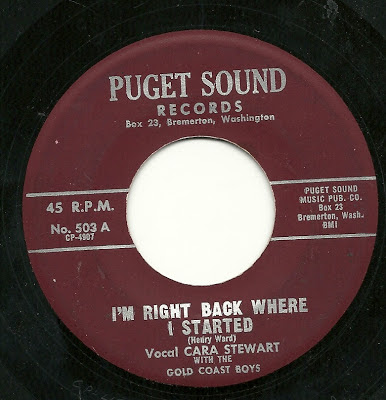 PUGET SOUND
RECORDS
Box 23, Bremerton, Washington
45 R.P.M.
No. 503 A
CP-4907
PUGET SOUND
MUSIC PUB. CO.
Box 23
Bremerton, Wash.
BMI
I'M RIGHT BACK WHERE
I STARTED
(Henry Ward)
Vocal CARA STEWART
WITH THE
GOLD COAST BOYS